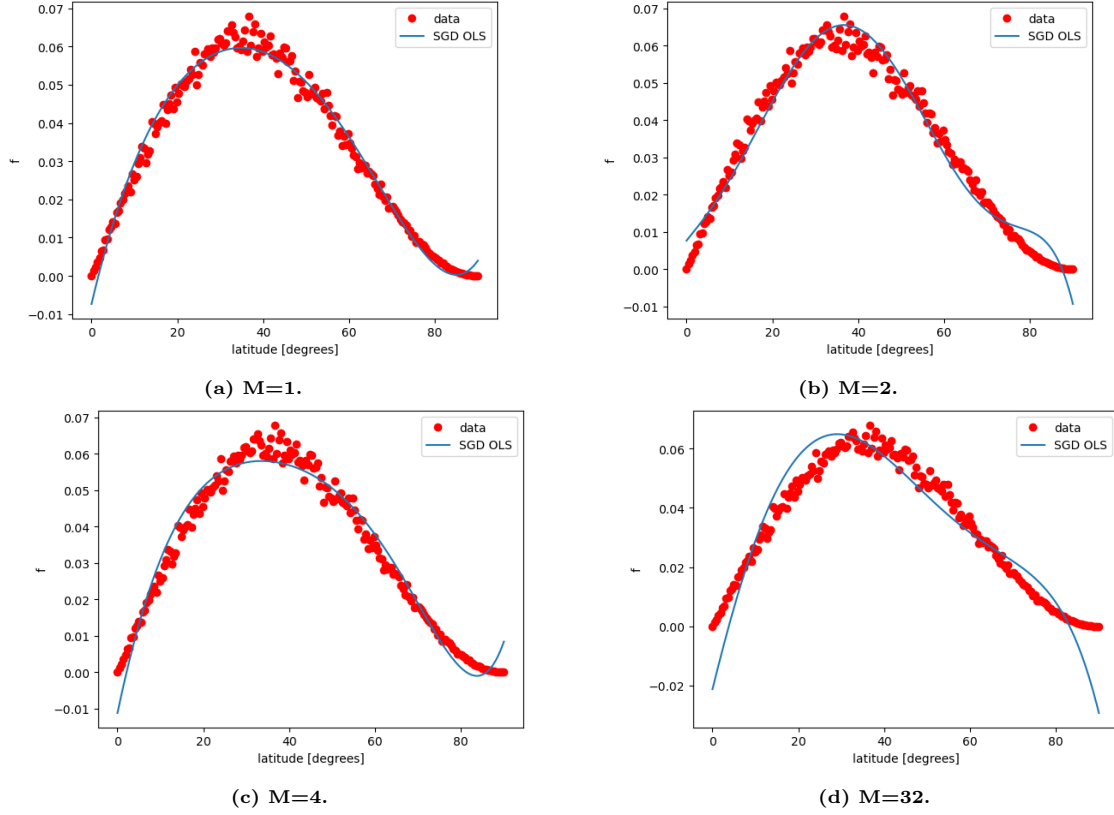 0.07
0.06
0.05
0.04
0.03
0.02
0.01
0.00
−0.01
f
data
SGD OLS
0 20 40 60 80
latitude [degrees]
(a) M=1.
0.07
0.06
0.05
0.04
0.03
0.02
0.01
0.00
−0.01
f
data
SGD OLS
0 20 40 60 80
latitude [degrees]
(b) M=2.
0.07
0.06
0.05
0.04
0.03
0.02
0.01
0.00
−0.01
f
data
SGD OLS
0 20 40 60 80
latitude [degrees]
(c) M=4.
0.06
0.04
0.02
0.00
−0.02
f
data
SGD OLS
0 20 40 60 80
latitude [degrees]
(d) M=32.